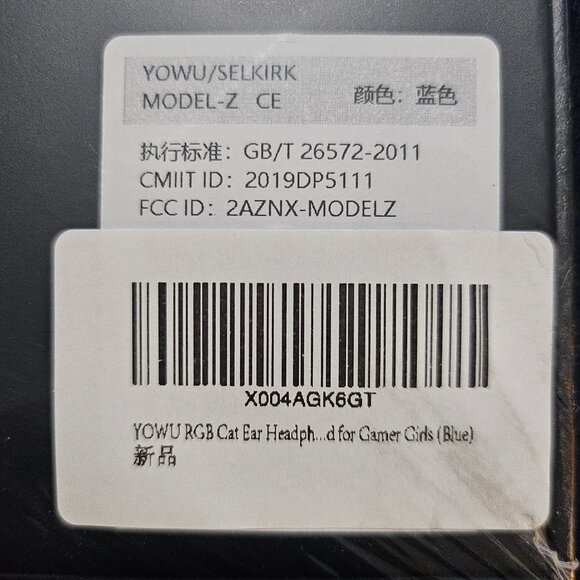 YOWU/SELKIRK
MODEL-Z CE 颜色：蓝色
执行标准：GB/T 26572-2011
CMIIT ID：2019DP5111
FCC ID：2AZNX-MODELZ
X004AGK6GT
YOWU RGB Cat Ear Headph...d for Gamer Girls (Blue)
新品